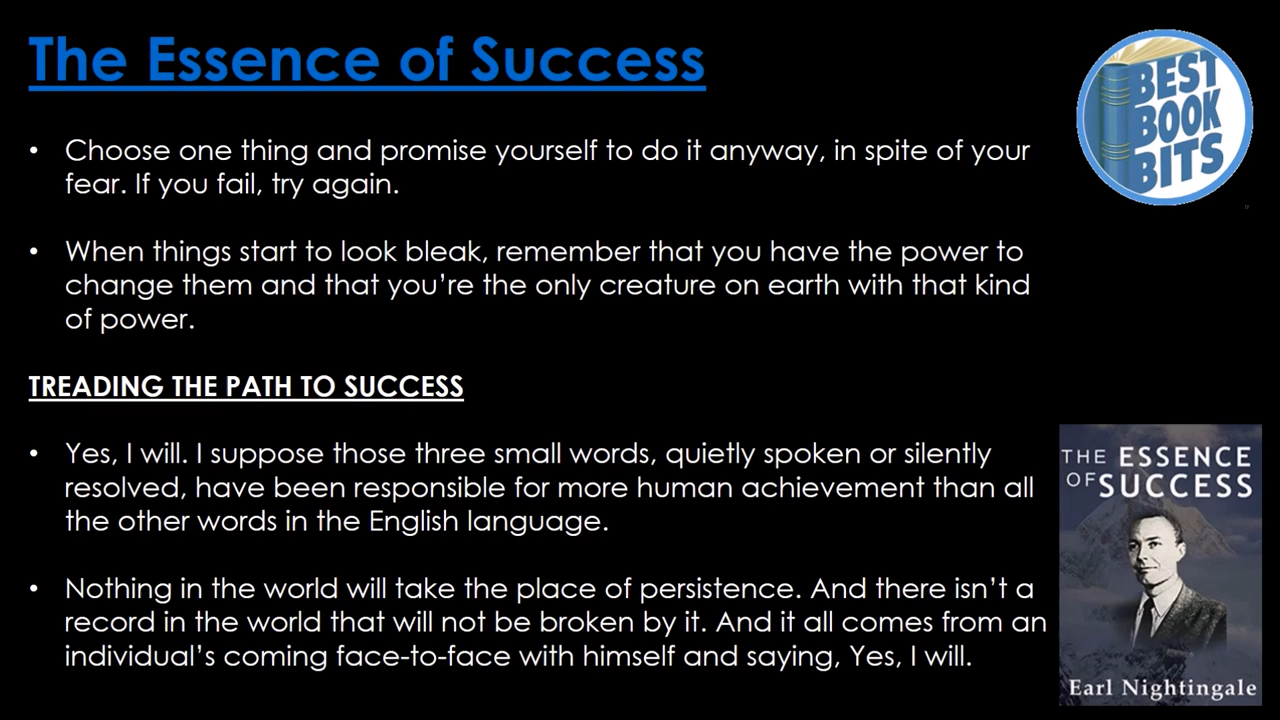 The Essence of Success
BEST
BOOK
BITS
• Choose one thing and promise yourself to do it anyway, in spite of your
fear. If you fail, try again.
• When things start to look bleak, remember that you have the power to
change them and that you’re the only creature on earth with that kind
of power.
TREADING THE PATH TO SUCCESS
• Yes, I will. I suppose those three small words, quietly spoken or silently
resolved, have been responsible for more human achievement than all
the other words in the English language.
• Nothing in the world will take the place of persistence. And there isn’t a
record in the world that will not be broken by it. And it all comes from an
individual’s coming face-to-face with himself and saying, Yes, I will.
THE ESSENCE
OF SUCCESS
Earl Nightingale